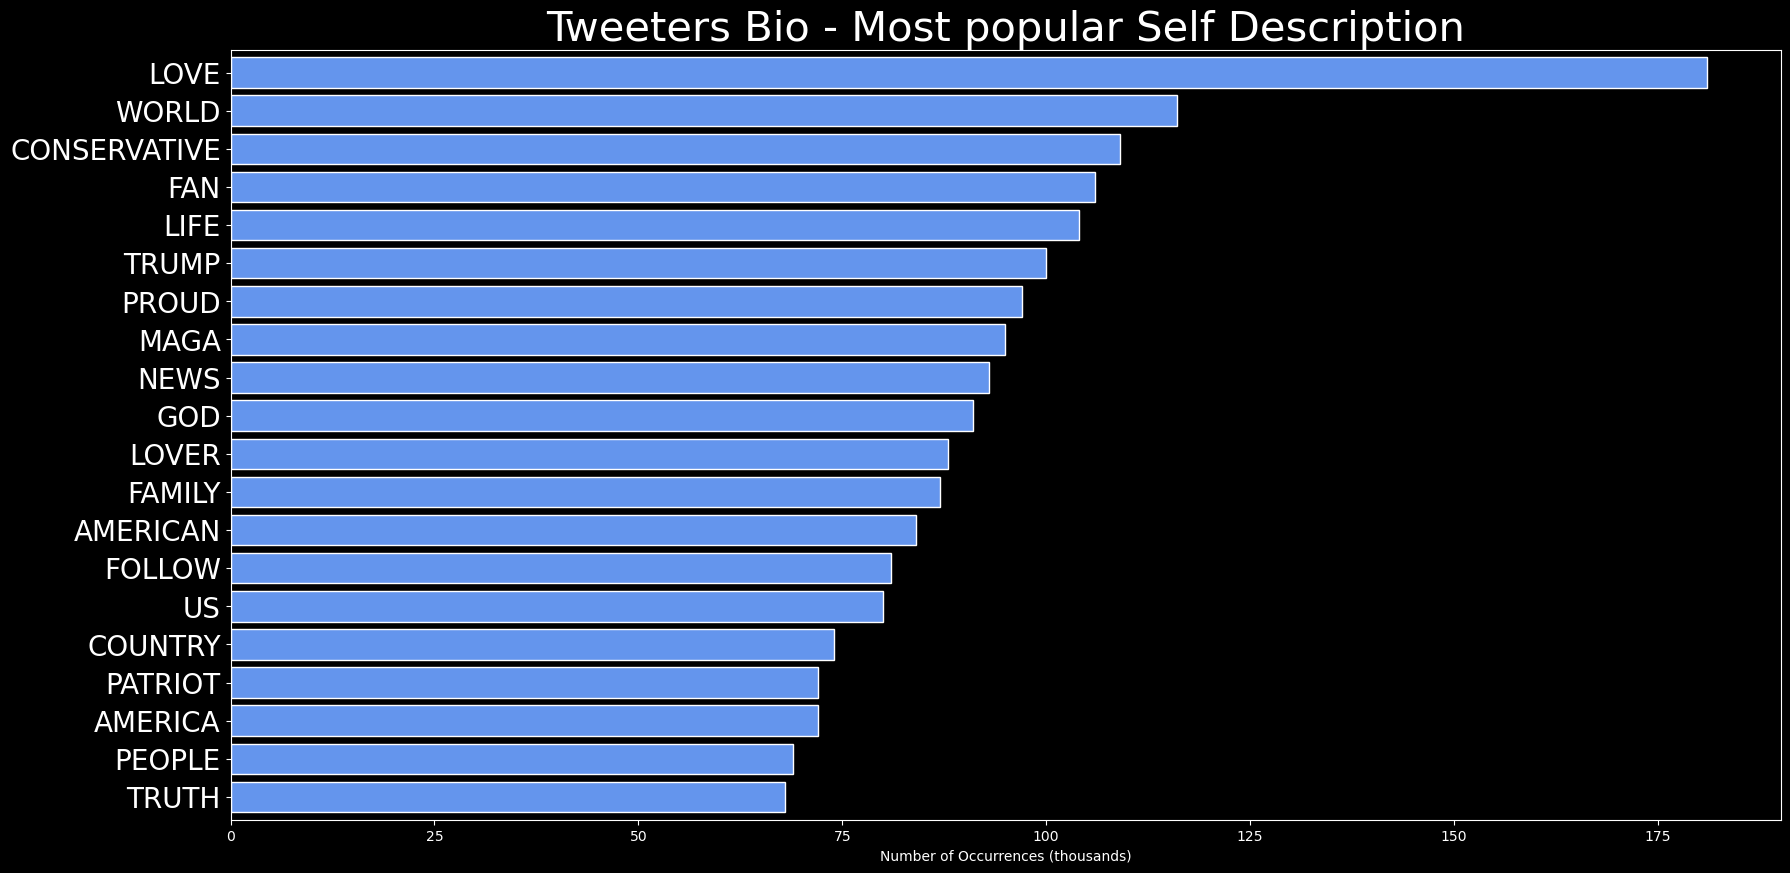 Tweeters Bio - Most popular Self Description
LOVE
WORLD
CONSERVATIVE
FAN
LIFE
TRUMP
PROUD
MAGA
NEWS
GOD
LOVER
FAMILY
AMERICAN
FOLLOW
US
COUNTRY
PATRIOT
AMERICA
PEOPLE
TRUTH
0 25 50 75 100 125 150 175
Number of Occurrences (thousands)